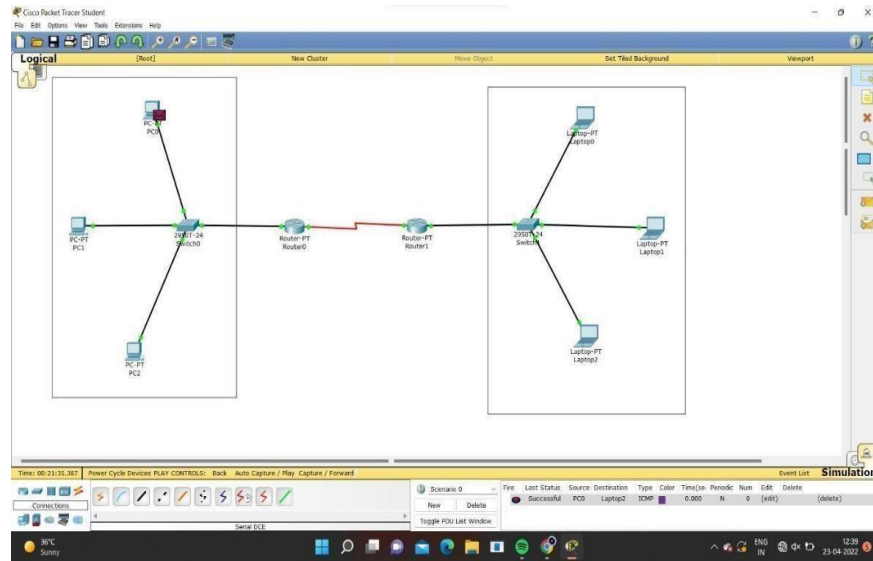 Cisco Packet Tracer Student
File Edit Options View Tools Extensions Help
Logical [Root] New Cluster Move Object Set Tiled Background Viewport
PC-PT
PC0
Laptop-PT
Laptop0
PC-PT
PC1
2950T-24
Switch0
Router-PT
Router0
Router-PT
Router1
2950T-24
Laptop-PT
Laptop1
PC-PT
PC2
Laptop-PT
Laptop2
Time: 00:21:35.387 Power Cycle Devices PLAY CONTROLS: Back Auto Capture / Play Capture / Forward Event List Simulation
Connections
Serial DCE
Scenario 0
New Delete
Toggle PDU List Window
Fire Last Status Source Destination Type Color Time(se Periodic Num Edit Delete
Successful PC0 Laptop2 ICMP 0.000 N 0 (edit) (delete)
36°C
Sunny
ENG
IN
12:39
23-04-2022